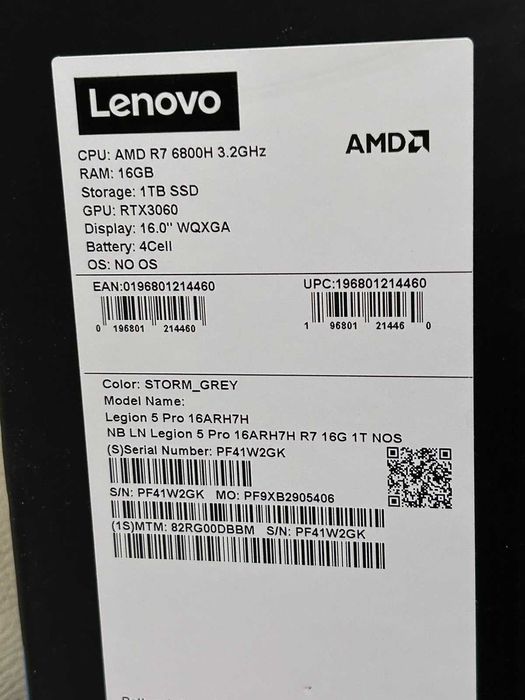 Lenovo
AMD
CPU: AMD R7 6800H 3.2GHz
RAM: 16GB
Storage: 1TB SSD
GPU: RTX3060
Display: 16.0" WQXGA
Battery: 4Cell
OS: NO OS
EAN:0196801214460
0 196801 214460
UPC:196801214460
1 96801 21446 0
Color: STORM_GREY
Model Name:
Legion 5 Pro 16ARH7H
NB LN Legion 5 Pro 16ARH7H R7 16G 1T NOS
(S)Serial Number: PF41W2GK
S/N: PF41W2GK MO: PF9XB2905406
(1S)MTM: 82RG00DBBM S/N: PF41W2GK